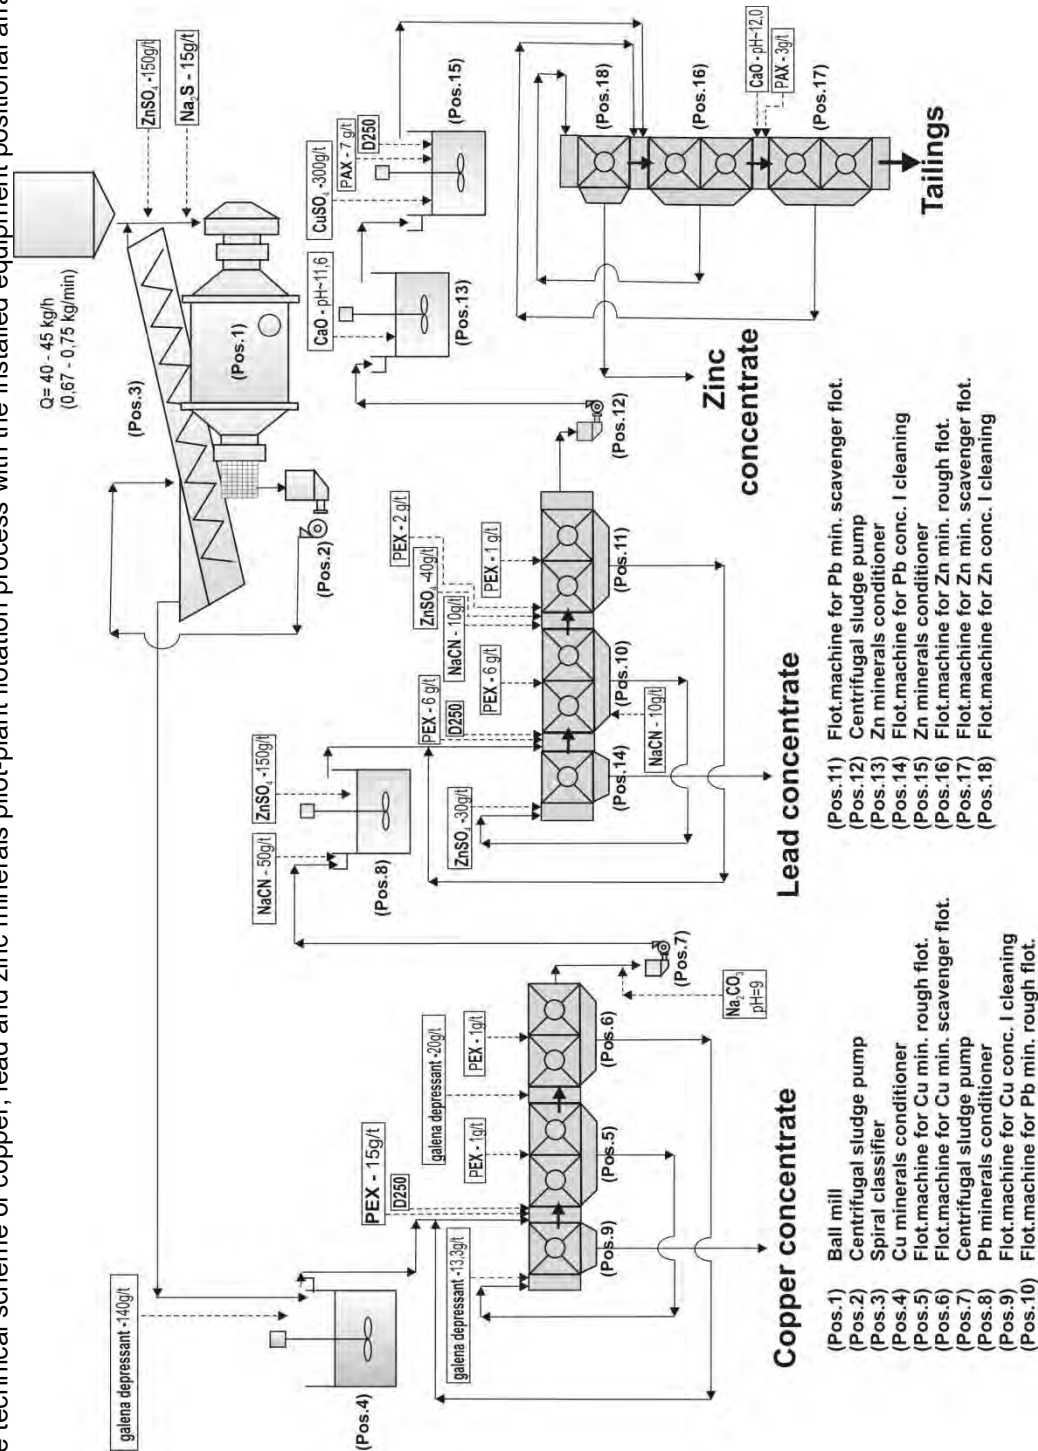 e technical scheme of copper, lead and zinc minerals pilot-plant flotation process with the installed equipment positional arra
Q= 40 - 45 kg/h
(0,67 - 0,75 kg/min)
ZnSO₄ -150g/t
Na₂S - 15g/t
(Pos.3)
(Pos.1)
(Pos.2)
galena depressant -140g/t
(Pos.4)
PEX - 15g/t
D250
galena depressant -13,3g/t
PEX -1g/t
galena depressant -20g/t
PEX -1g/t
(Pos.9)
(Pos.5)
(Pos.6)
(Pos.7)
Na₂CO₃
pH=9
Copper concentrate
NaCN - 50g/t
ZnSO₄ -150g/t
(Pos.8)
ZnSO₄ -30g/t
PEX - 6 g/t
D250
PEX - 6 g/t
NaCN - 10g/t
ZnSO₄ -40g/t
PEX - 2 g/t
PEX - 1 g/t
(Pos.14)
(Pos.10)
(Pos.11)
(Pos.12)
NaCN - 10g/t
Lead concentrate
CaO - pH~11,6
(Pos.13)
CuSO₄ -300g/t
PAX - 7 g/t
D250
(Pos.15)
(Pos.18)
(Pos.16)
CaO - pH~12,0
PAX - 3g/t
(Pos.17)
Zinc
concentrate
Tailings
(Pos.1) Ball mill
(Pos.2) Centrifugal sludge pump
(Pos.3) Spiral classifier
(Pos.4) Cu minerals conditioner
(Pos.5) Flot.machine for Cu min. rough flot.
(Pos.6) Flot.machine for Cu min. scavenger flot.
(Pos.7) Centrifugal sludge pump
(Pos.8) Pb minerals conditioner
(Pos.9) Flot.machine for Cu conc. I cleaning
(Pos.10) Flot.machine for Pb min. rough flot.
(Pos.11) Flot.machine for Pb min. scavenger flot.
(Pos.12) Centrifugal sludge pump
(Pos.13) Zn minerals conditioner
(Pos.14) Flot.machine for Pb conc. I cleaning
(Pos.15) Zn minerals conditioner
(Pos.16) Flot.machine for Zn min. rough flot.
(Pos.17) Flot.machine for Zn min. scavenger flot.
(Pos.18) Flot.machine for Zn conc. I cleaning